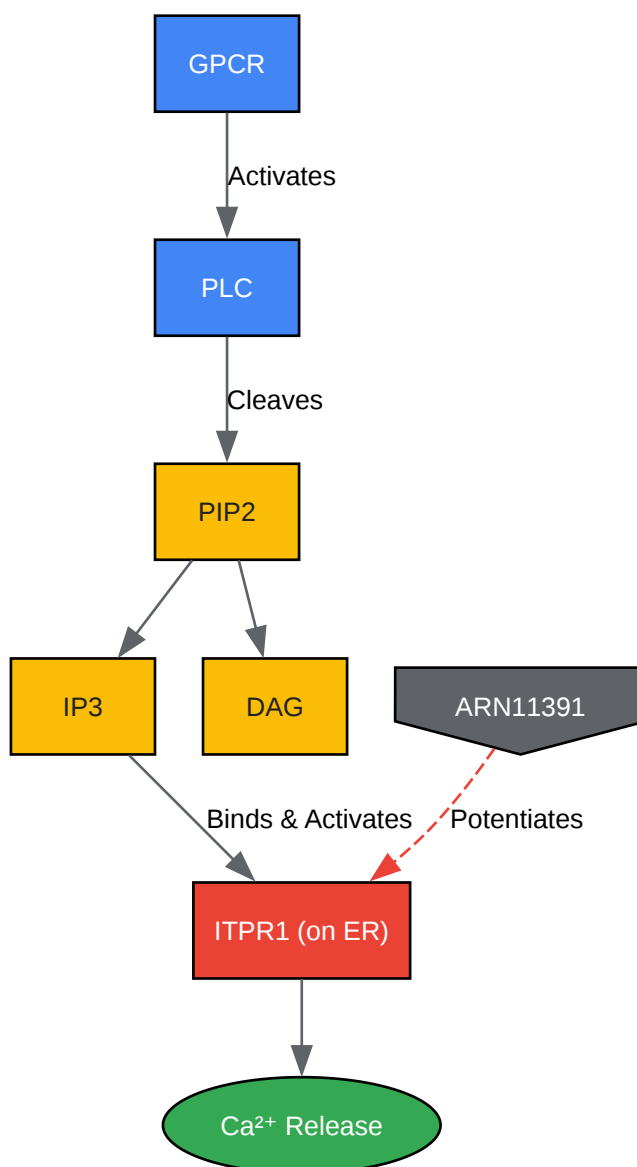 GPCR
Activates
PLC
Cleaves
PIP2
IP3
DAG
ARN11391
Binds & Activates
Potentiates
ITPR1 (on ER)
Ca²⁺ Release